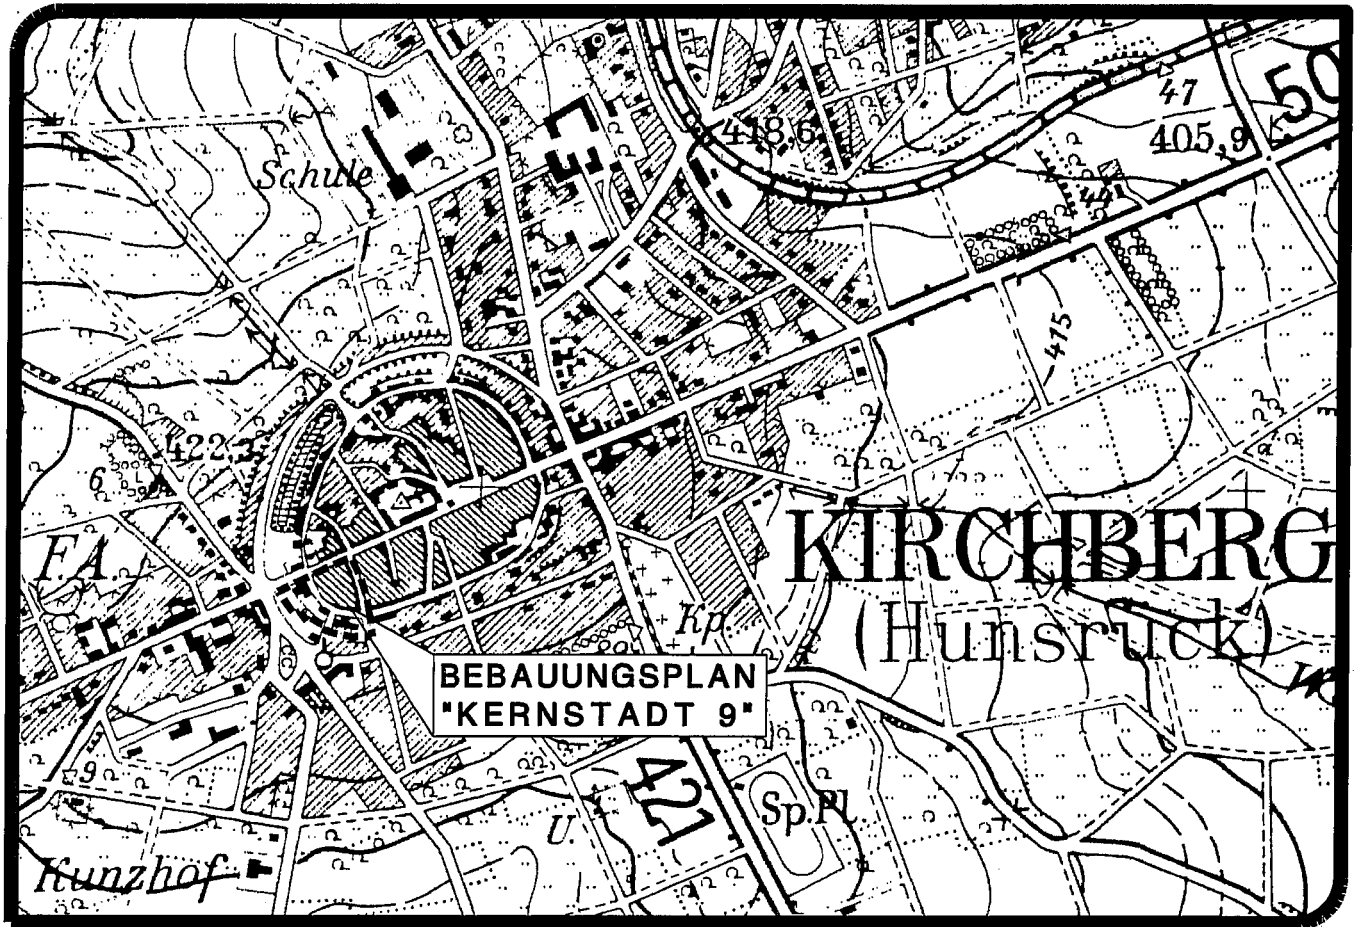 47
50
418,6
405,9
Schule
44
415
422,3
6
F.A.
KIRCHBERG
(Hunsrück)
Kp.
BEBAUUNGSPLAN
"KERNSTADT 9"
9
421
Sp.Pl.
U
Kunzhof